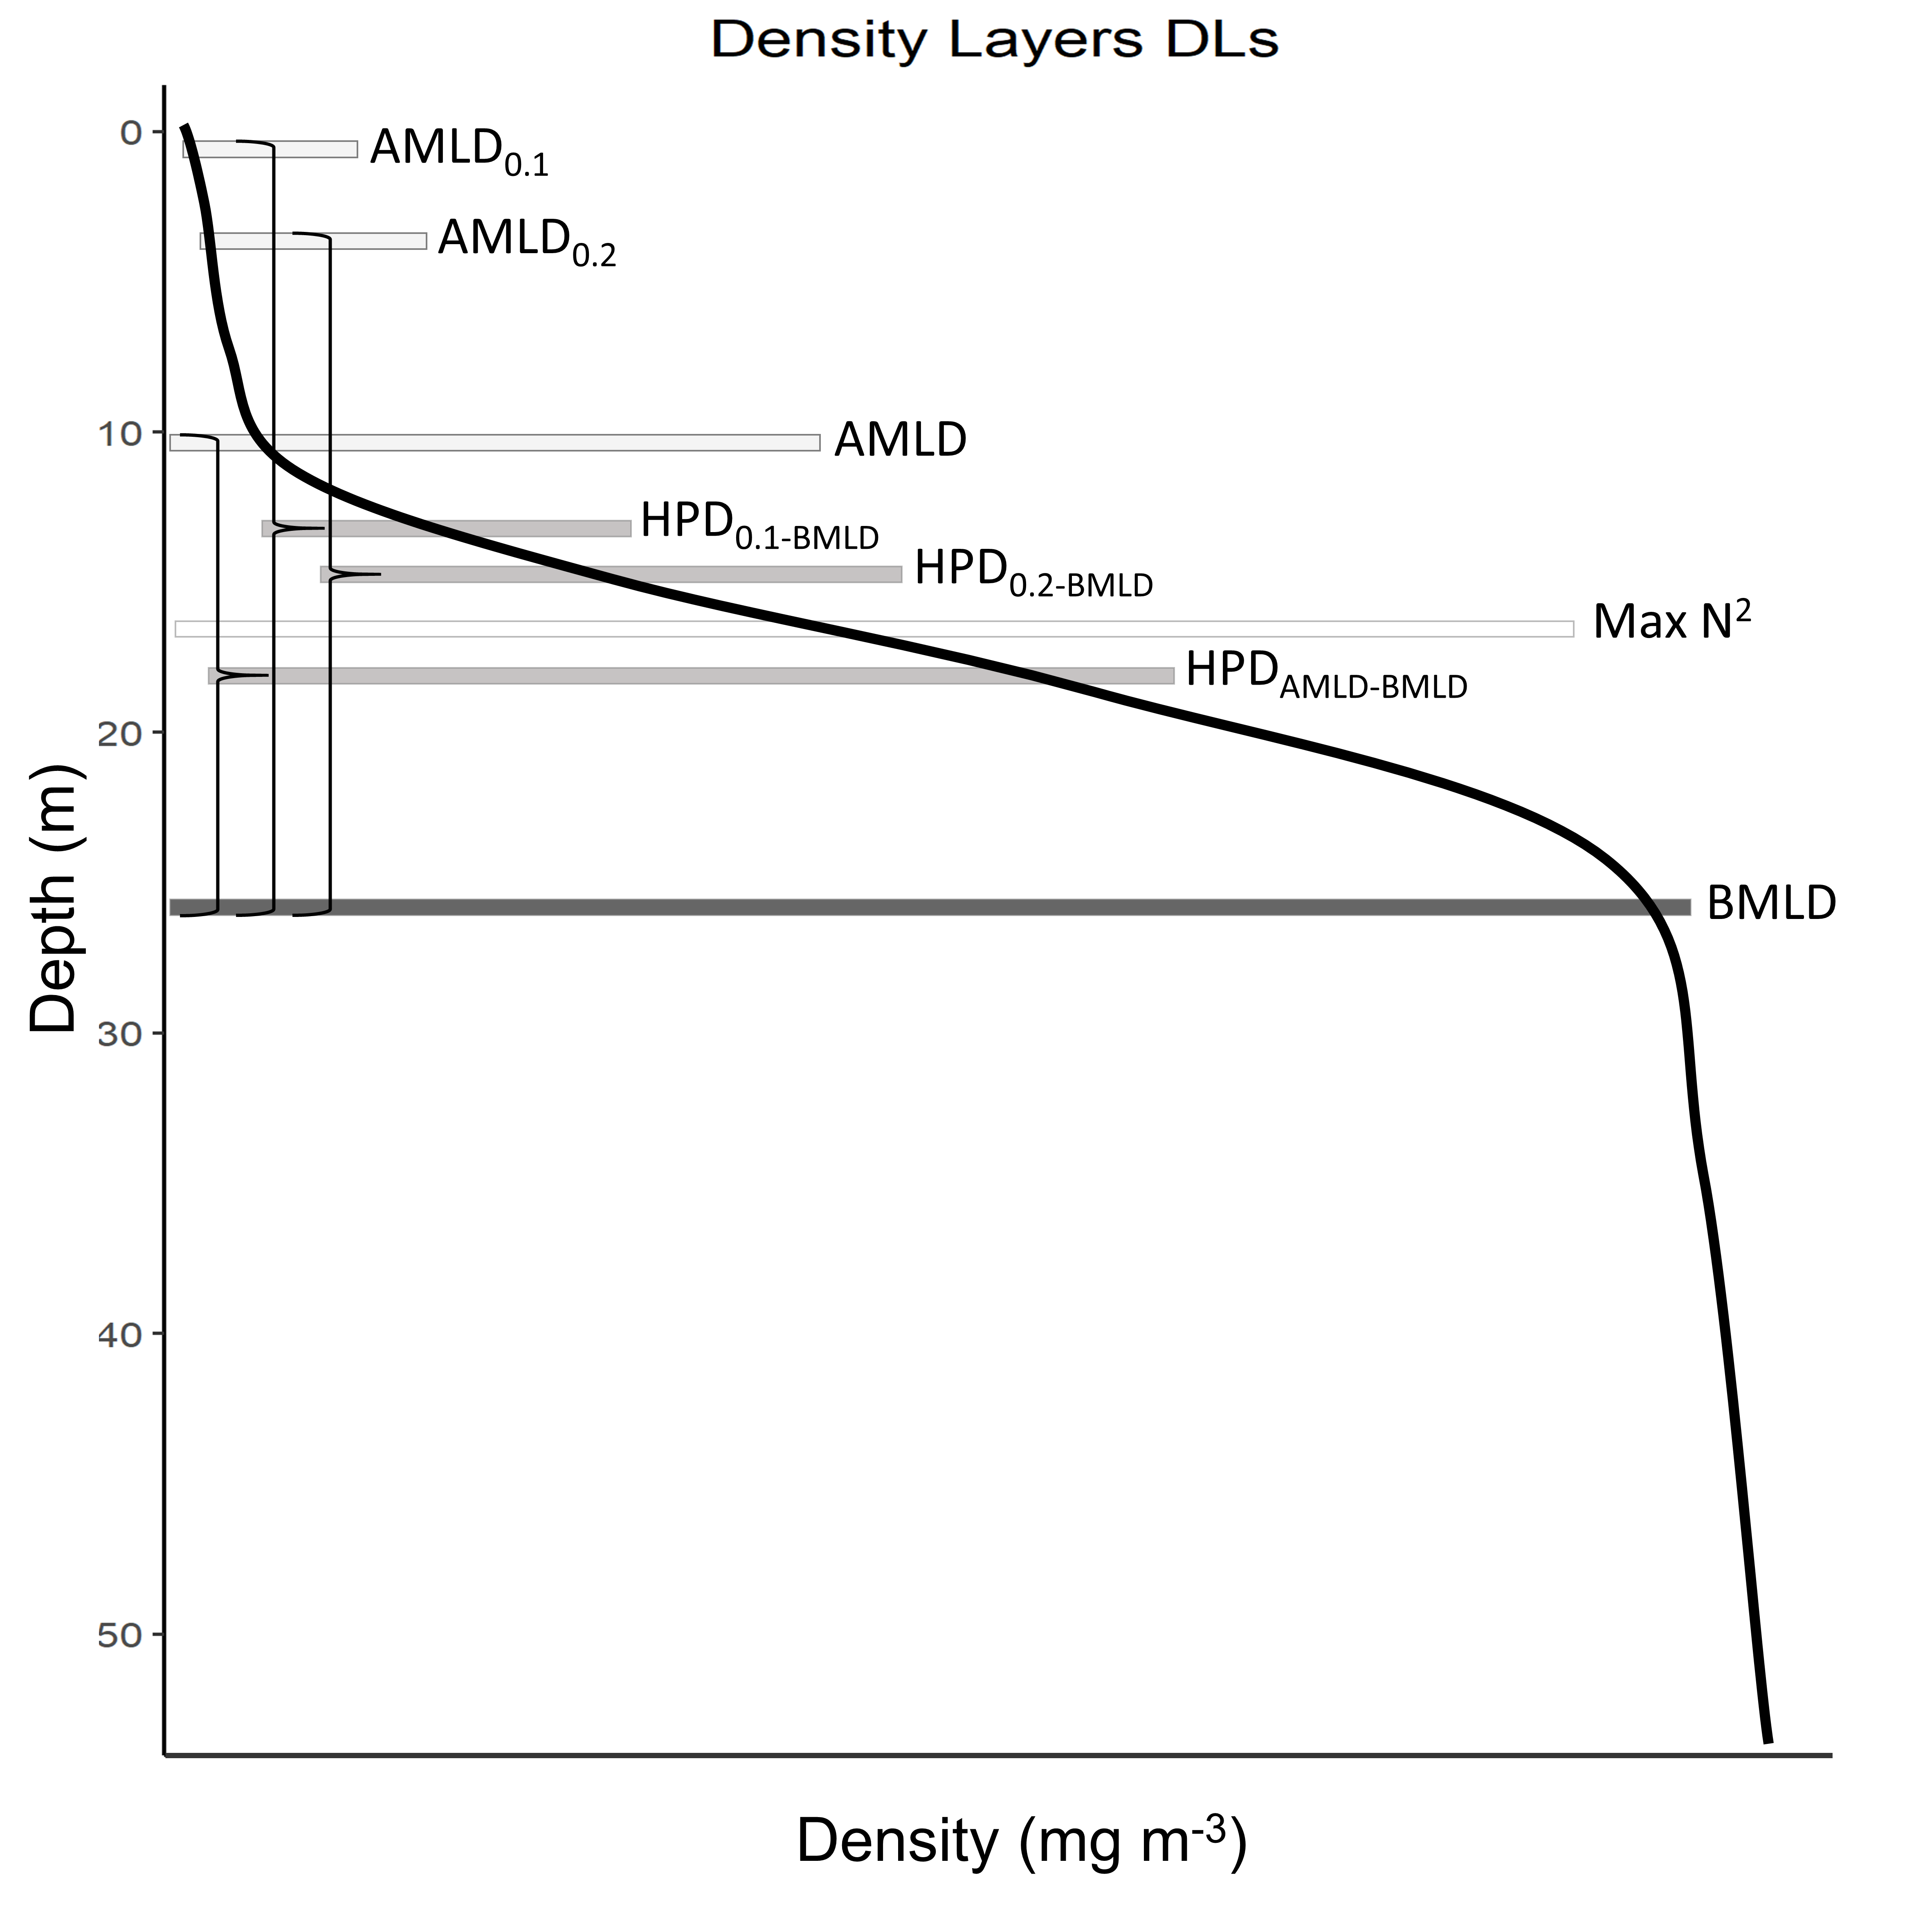 Density Layers DLs
0
AMLD0.1
AMLD0.2
10
AMLD
HPD0.1-BMLD
HPD0.2-BMLD
Max N2
HPDAMLD-BMLD
20
Depth (m)
BMLD
30
40
50
Density (mg m-3)